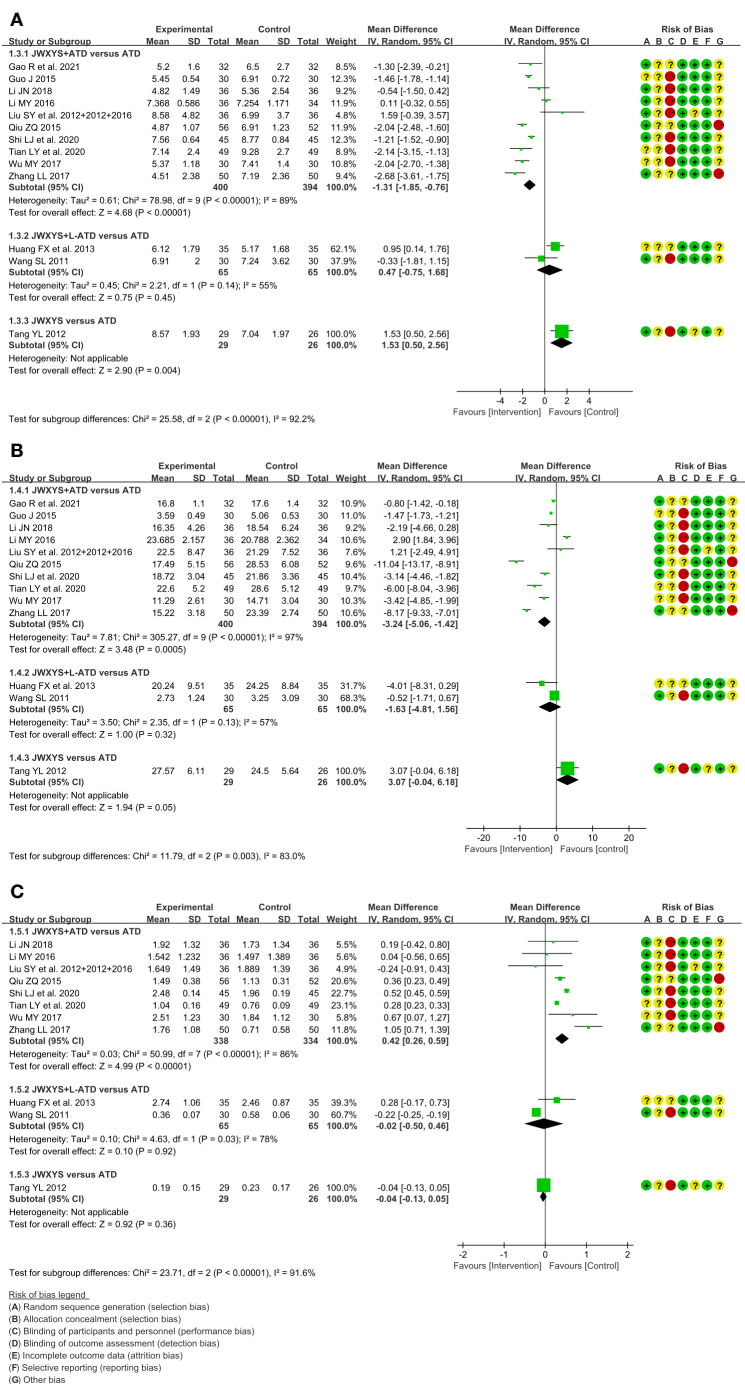 A
Experimental Control Mean Difference Mean Difference Risk of Bias
Study or Subgroup Mean SD Total Mean SD Total Weight IV, Random, 95% CI IV, Random, 95% CI A B C D E F G
1.3.1 JWXYS+ATD versus ATD
Gao R et al. 2021 5.2 1.6 32 6.5 2.7 32 -1.30 [-2.39, -0.21] + ? ? + + + ?
Guo J 2015 5.45 0.54 30 6.91 0.72 30 -1.46 [-1.78, -1.14]
Li JN 2018 4.82 1.49 36 5.36 2.54 36 -0.54 [-1.50, 0.42]
Li MY 2016 7.368 0.586 36 7.254 1.171 34 0.11 [-0.32, 0.55]
Liu SY et al. 2012+2012+2016 8.58 4.82 36 6.99 3.7 36 1.59 [-0.39, 3.57]
Qiu ZQ 2015 4.87 1.07 56 6.91 1.23 52 -2.04 [-2.48, -1.60]
Shi LJ et al. 2020 7.56 0.64 45 8.77 0.84 45 -1.21 [-1.52, -0.90]
Tian LY et al. 2020 7.14 2.4 49 9.28 2.7 49 -2.14 [-3.15, -1.13]
Wu MY 2017 5.37 1.18 30 7.41 1.4 30 -2.04 [-2.70, -1.38]
Zhang LL 2017 4.51 2.38 50 7.19 2.36 50 -2.68 [-3.61, -1.75]
Subtotal (95% CI) 400 394 100.0% -1.31 [-1.85, -0.76]
Heterogeneity: Tau² = 0.61; Chi² = 78.98, df = 9 (P < 0.00001); I² = 89%
Test for overall effect: Z = 4.68 (P < 0.00001)
1.3.2 JWXYS+L-ATD versus ATD
Huang FX et al. 2013 6.12 1.79 35 5.17 1.68 35 62.1% 0.95 [0.14, 1.76] ? ? ? + + + ?
Wang SL 2011 6.91 2 30 7.24 3.62 30 37.9% -0.33 [-1.81, 1.15]
Subtotal (95% CI) 65 65 100.0% 0.47 [-0.75, 1.68]
Heterogeneity: Tau² = 0.45; Chi² = 2.21, df = 1 (P = 0.14); I² = 55%
Test for overall effect: Z = 0.75 (P = 0.45)
1.3.3 JWXYS versus ATD
Tang YL 2012 8.57 1.93 29 7.04 1.97 26 100.0% 1.53 [0.50, 2.56]
Subtotal (95% CI) 29 26 100.0% 1.53 [0.50, 2.56]
Heterogeneity: Not applicable
Test for overall effect: Z = 2.90 (P = 0.004)
-4 -2 0 2 4
Favours [Intervention] Favours [Control]
Test for subgroup differences: Chi² = 25.58, df = 2 (P < 0.00001), I² = 92.2%
B
Experimental Control Mean Difference Mean Difference Risk of Bias
Study or Subgroup Mean SD Total Mean SD Total Weight IV, Random, 95% CI IV, Random, 95% CI A B C D E F G
1.4.1 JWXYS+ATD versus ATD
Gao R et al. 2021 16.8 1.1 32 17.6 1.4 32 10.9% -0.80 [-1.42, -0.18] + ? ? + + + ?
Guo J 2015 3.59 0.49 30 5.06 0.53 30 11.0% -1.47 [-1.73, -1.21]
Li JN 2018 16.35 4.26 36 18.54 6.24 36 9.1% -2.19 [-4.66, 0.28]
Li MY 2016 23.685 2.157 36 20.788 2.362 34 10.7% 2.90 [1.84, 3.96]
Liu SY et al. 2012+2012+2016 22.5 8.47 36 21.29 7.52 36 7.5% 1.21 [-2.49, 4.91]
Qiu ZQ 2015 17.49 5.15 56 28.53 6.08 52 9.5% -11.04 [-13.17, -8.91]
Shi LJ et al. 2020 18.72 3.04 45 21.86 3.36 45 10.5% -3.14 [-4.46, -1.82]
Tian LY et al. 2020 22.6 5.2 49 28.6 5.12 49 9.6% -6.00 [-8.04, -3.96]
Wu MY 2017 11.29 2.61 30 14.71 3.04 30 10.4% -3.42 [-4.85, -1.99]
Zhang LL 2017 15.22 3.18 50 23.39 2.74 50 10.7% -8.17 [-9.33, -7.01]
Subtotal (95% CI) 400 394 100.0% -3.24 [-5.06, -1.42]
Heterogeneity: Tau² = 7.81; Chi² = 305.27, df = 9 (P < 0.00001); I² = 97%
Test for overall effect: Z = 3.48 (P = 0.0005)
1.4.2 JWXYS+L-ATD versus ATD
Huang FX et al. 2013 20.24 9.51 35 24.25 8.84 35 31.7% -4.01 [-8.31, 0.29] ? ? ? + + + ?
Wang SL 2011 2.73 1.24 30 3.25 3.09 30 68.3% -0.52 [-1.71, 0.67]
Subtotal (95% CI) 65 65 100.0% -1.63 [-4.81, 1.56]
Heterogeneity: Tau² = 3.50; Chi² = 2.35, df = 1 (P = 0.13); I² = 57%
Test for overall effect: Z = 1.00 (P = 0.32)
1.4.3 JWXYS versus ATD
Tang YL 2012 27.57 6.11 29 24.5 5.64 26 100.0% 3.07 [-0.04, 6.18]
Subtotal (95% CI) 29 26 100.0% 3.07 [-0.04, 6.18]
Heterogeneity: Not applicable
Test for overall effect: Z = 1.94 (P = 0.05)
-20 -10 0 10 20
Favours [Intervention] Favours [control]
Test for subgroup differences: Chi² = 11.79, df = 2 (P = 0.003), I² = 83.0%
C
Experimental Control Mean Difference Mean Difference Risk of Bias
Study or Subgroup Mean SD Total Mean SD Total Weight IV, Random, 95% CI IV, Random, 95% CI A B C D E F G
1.5.1 JWXYS+ATD versus ATD
Li JN 2018 1.92 1.32 36 1.73 1.34 36 5.5% 0.19 [-0.42, 0.80]
Li MY 2016 1.542 1.232 36 1.497 1.389 36 5.6% 0.04 [-0.56, 0.65]
Liu SY et al. 2012+2012+2016 1.649 1.49 36 1.889 1.39 36 4.9% -0.24 [-0.91, 0.43]
Qiu ZQ 2015 1.49 0.38 56 1.13 0.31 52 0.36 [0.23, 0.49]
Shi LJ et al. 2020 2.48 0.14 45 1.96 0.19 45 0.52 [0.45, 0.59]
Tian LY et al. 2020 1.04 0.16 49 0.76 0.09 49 23.1% 0.28 [0.23, 0.33]
Wu MY 2017 2.51 1.23 30 1.84 1.12 30 5.8% 0.67 [0.07, 1.27]
Zhang LL 2017 1.76 1.08 50 0.71 0.58 50 11.8% 1.05 [0.71, 1.39]
Subtotal (95% CI) 338 334 100.0% 0.42 [0.26, 0.59]
Heterogeneity: Tau² = 0.03; Chi² = 50.99, df = 7 (P < 0.00001); I² = 86%
Test for overall effect: Z = 4.99 (P < 0.00001)
1.5.2 JWXYS+L-ATD versus ATD
Huang FX et al. 2013 2.74 1.06 35 2.46 0.87 35 39.3% 0.28 [-0.17, 0.73] ? ? ? + + + ?
Wang SL 2011 0.36 0.07 30 0.58 0.06 30 60.7% -0.22 [-0.25, -0.19]
Subtotal (95% CI) 65 65 100.0% -0.02 [-0.50, 0.46]
Heterogeneity: Tau² = 0.10; Chi² = 4.63, df = 1 (P = 0.03); I² = 78%
Test for overall effect: Z = 0.10 (P = 0.92)
1.5.3 JWXYS versus ATD
Tang YL 2012 0.19 0.15 29 0.23 0.17 26 100.0% -0.04 [-0.13, 0.05]
Subtotal (95% CI) 29 26 100.0% -0.04 [-0.13, 0.05]
Heterogeneity: Not applicable
Test for overall effect: Z = 0.92 (P = 0.36)
-2 -1 0 1 2
Favours [Intervention] Favours [Control]
Test for subgroup differences: Chi² = 23.71, df = 2 (P < 0.00001), I² = 91.6%
Risk of bias legend
(A) Random sequence generation (selection bias)
(B) Allocation concealment (selection bias)
(C) Blinding of participants and personnel (performance bias)
(D) Blinding of outcome assessment (detection bias)
(E) Incomplete outcome data (attrition bias)
(F) Selective reporting (reporting bias)
(G) Other bias